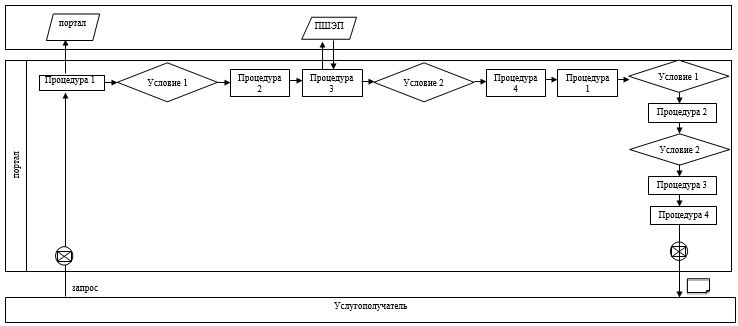 портал
ПШЭП
портал
Процедура 1
Условие 1
Процедура
2
Процедура
3
Условие 2
Процедура
4
Процедура
1
Условие 1
Процедура 2
Условие 2
Процедура 3
Процедура 4
запрос
Услугополучатель